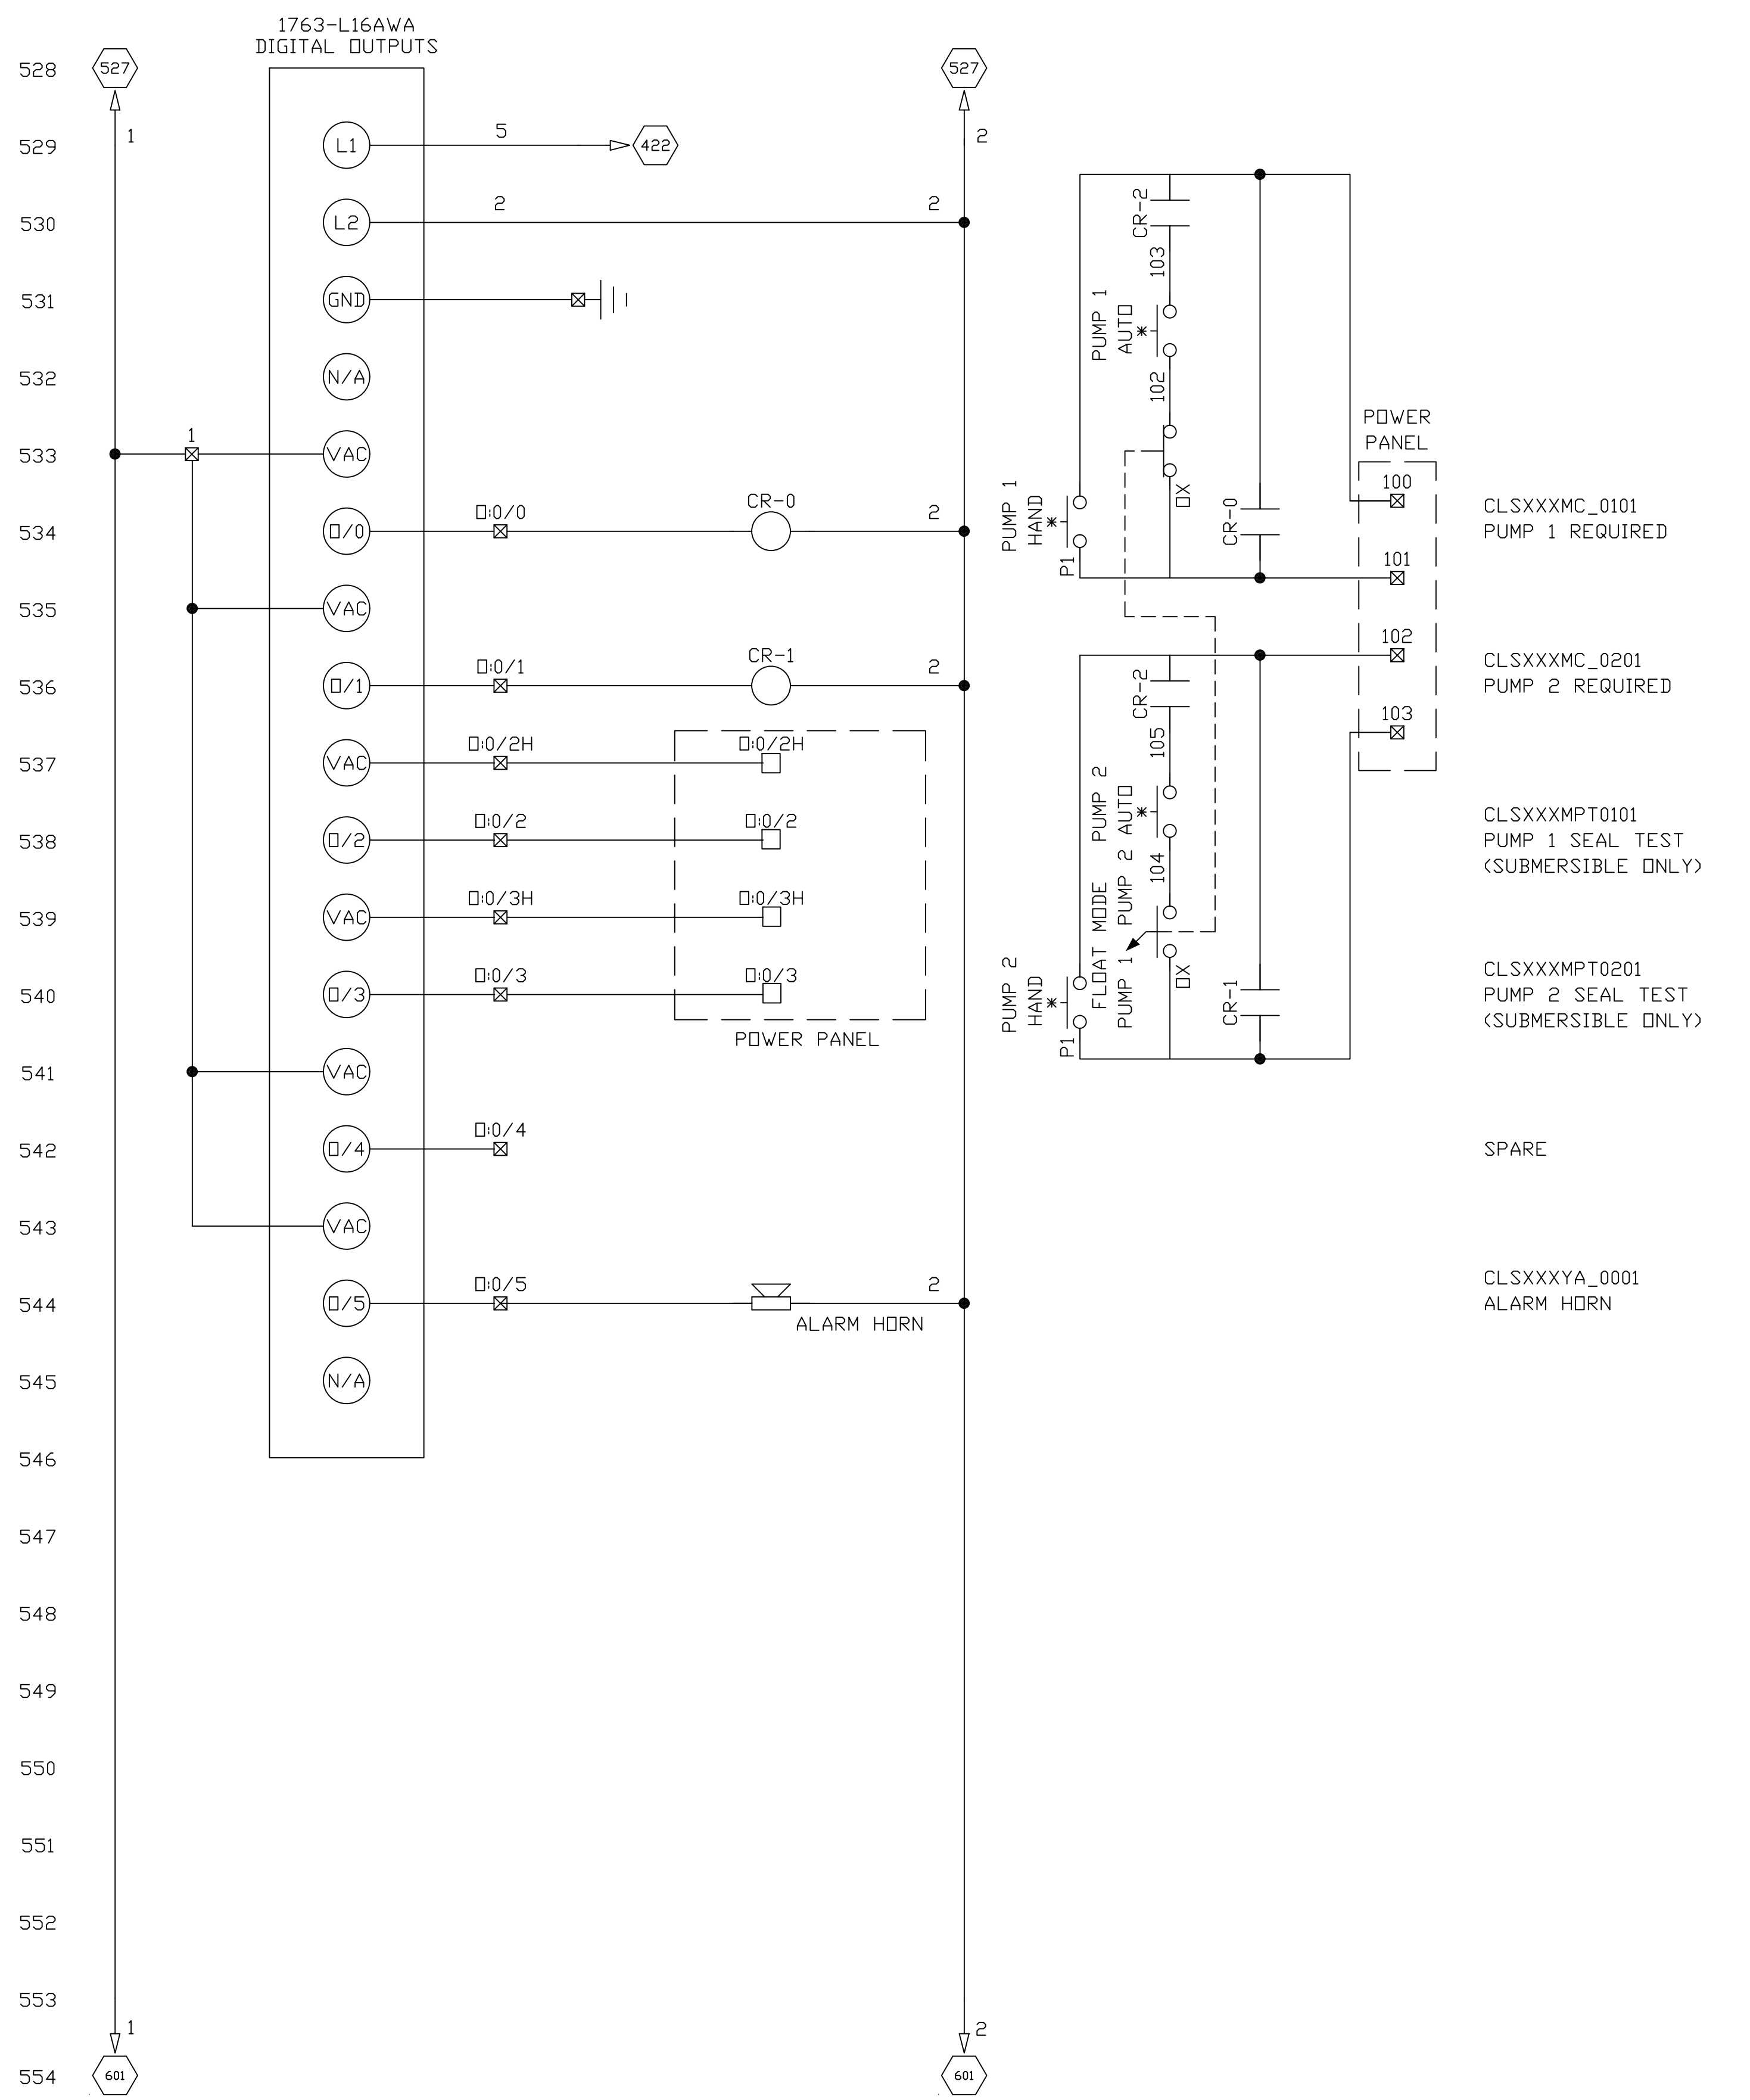 1763-L16AWA
DIGITAL OUTPUTS
528 527 527
529 1 L1 5 422 2
530 L2 2 2
531 GND
532 N/A
533 1 VAC
534 O/0 O:0/0 CR-0 2
535 VAC
536 O/1 O:0/1 CR-1 2
537 VAC O:0/2H O:0/2H
538 O/2 O:0/2 O:0/2
539 VAC O:0/3H O:0/3H
540 O/3 O:0/3 O:0/3
POWER PANEL
541 VAC
542 O/4 O:0/4
543 VAC
544 O/5 O:0/5 2
ALARM HORN
545 N/A
546
547
548
549
550
551
552
553
1 2
554 601 601
CR-2
103
PUMP 1
AUTO
*
102
OX
PUMP 1
HAND
*
P1
CR-0
POWER
PANEL
100
101
102
103
CR-2
105
PUMP 2
AUTO
*
104
FLOAT MODE
PUMP 1 PUMP 2
OX
PUMP 2
HAND
*
P1
CR-1
CLSXXXMC_0101
PUMP 1 REQUIRED
CLSXXXMC_0201
PUMP 2 REQUIRED
CLSXXXMPT0101
PUMP 1 SEAL TEST
(SUBMERSIBLE ONLY)
CLSXXXMPT0201
PUMP 2 SEAL TEST
(SUBMERSIBLE ONLY)
SPARE
CLSXXXYA_0001
ALARM HORN